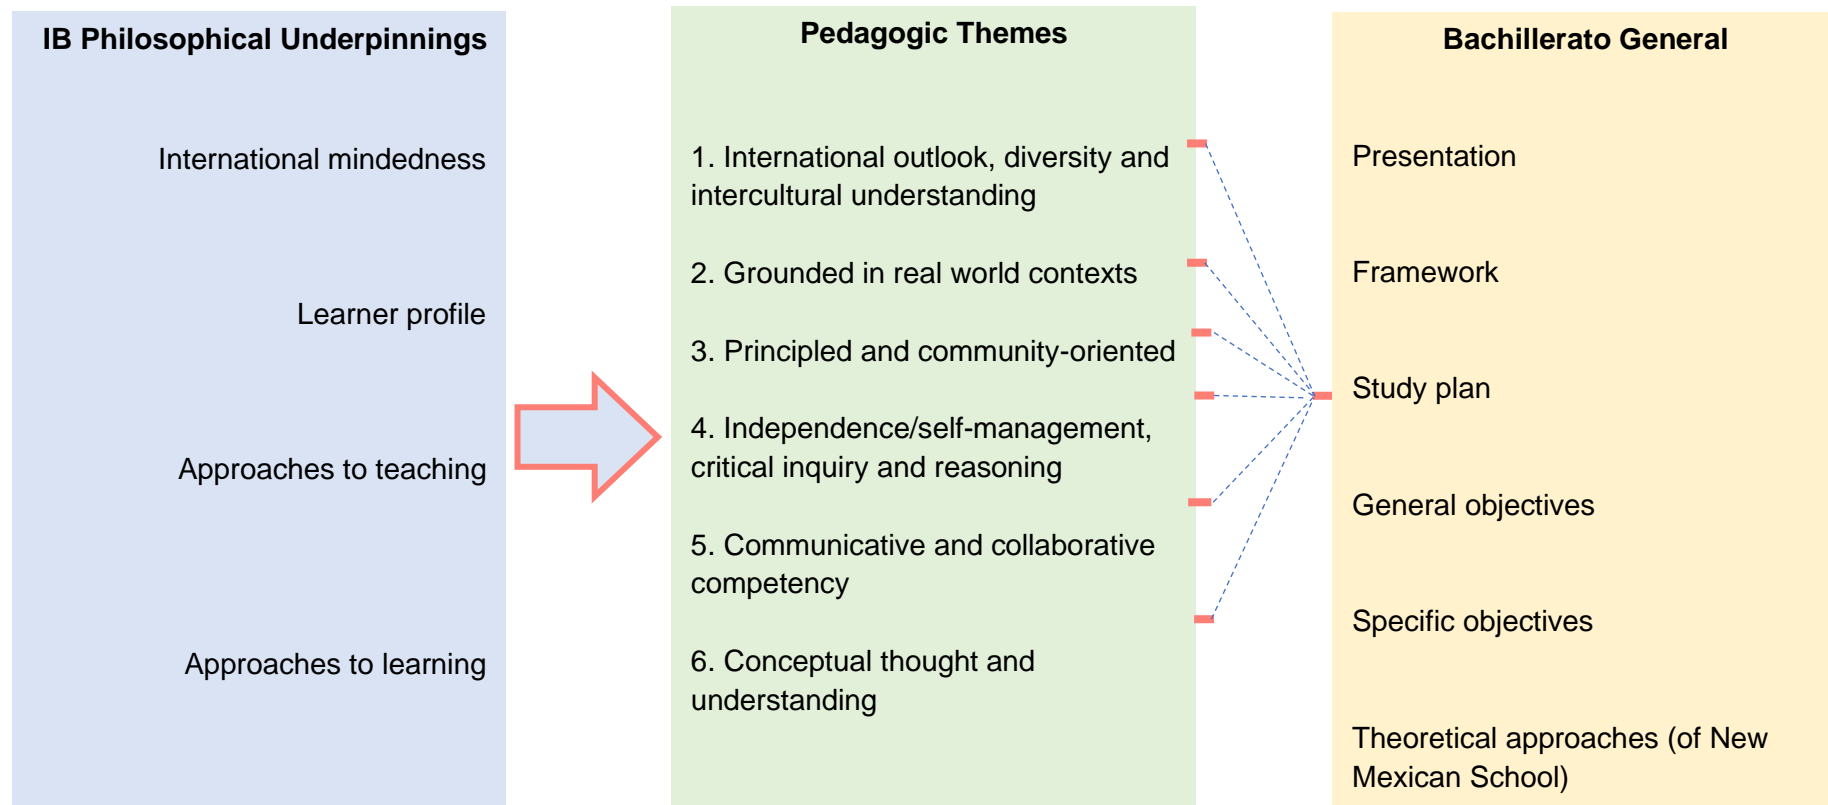 IB Philosophical Underpinnings
International mindedness
Learner profile
Approaches to teaching
Approaches to learning
Pedagogic Themes
1. International outlook, diversity and
intercultural understanding
2. Grounded in real world contexts
3. Principled and community-oriented
4. Independence/self-management,
critical inquiry and reasoning
5. Communicative and collaborative
competency
6. Conceptual thought and
understanding
Bachillerato General
Presentation
Framework
Study plan
General objectives
Specific objectives
Theoretical approaches (of New
Mexican School)